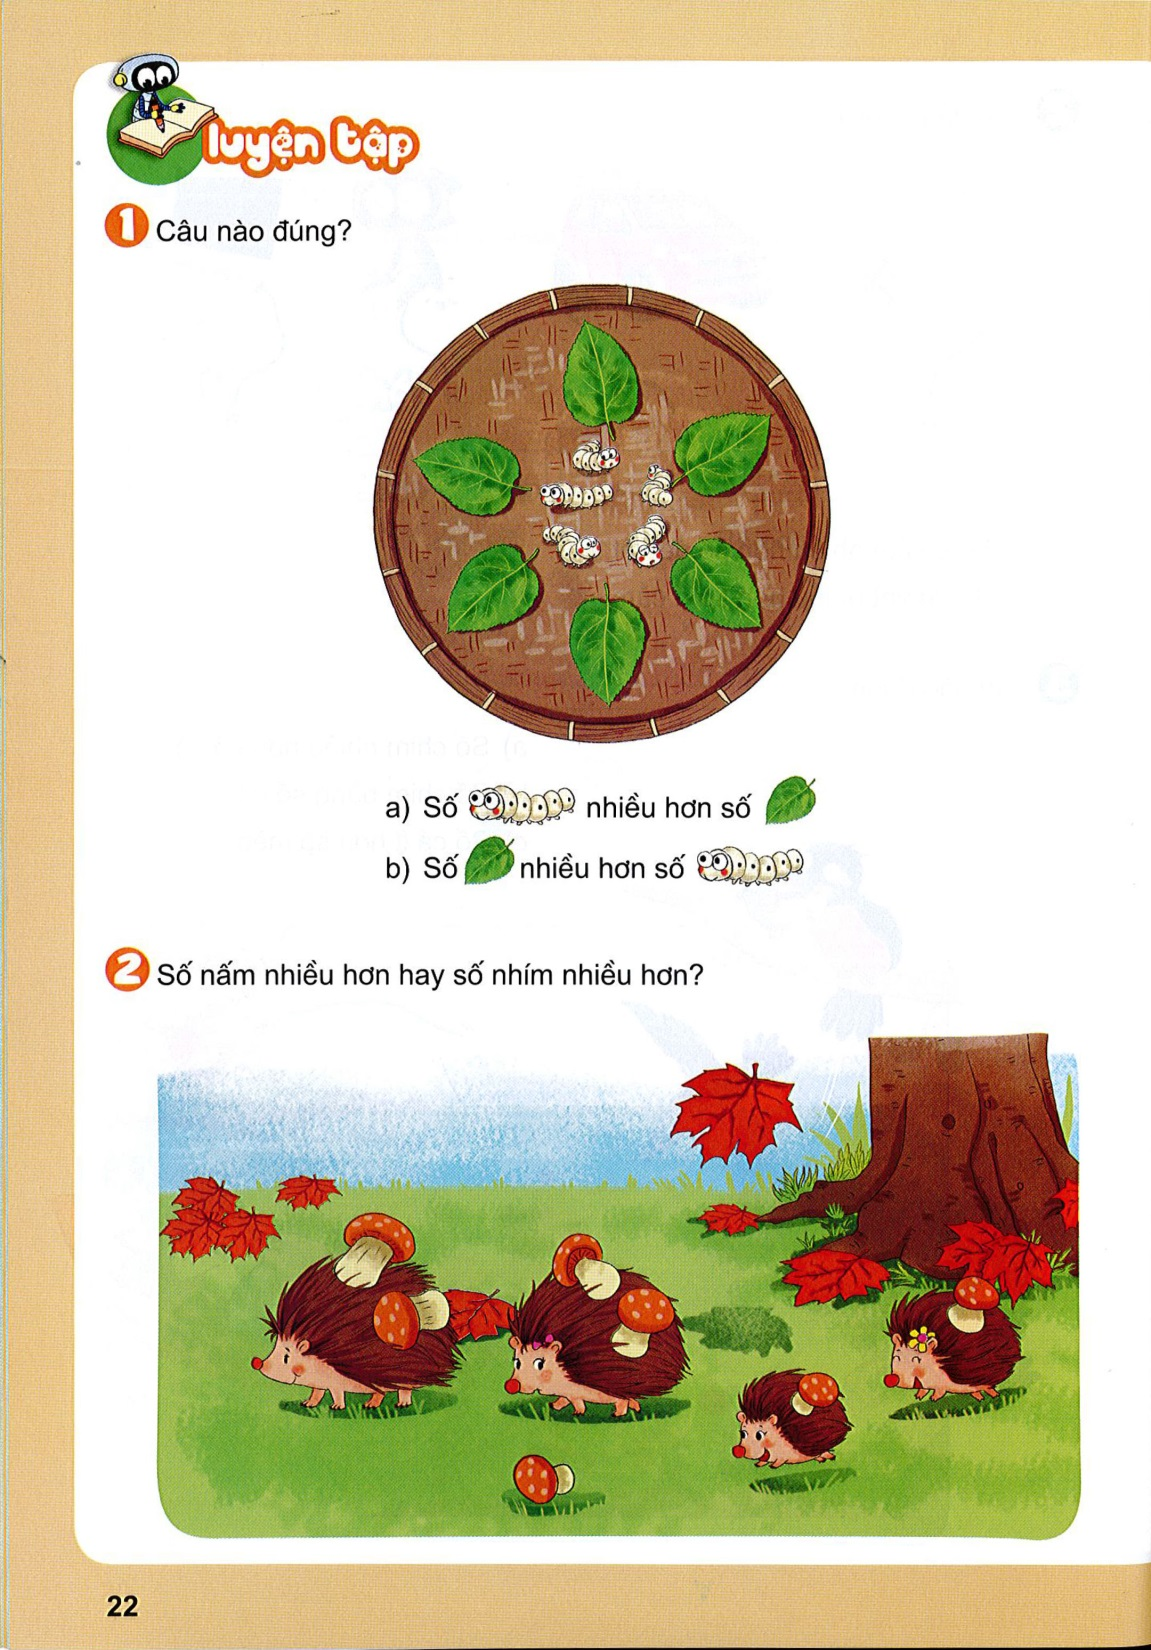 luyện tập
1 Câu nào đúng?
a) Số nhiều hơn số
b) Số nhiều hơn số
2 Số nấm nhiều hơn hay số nhím nhiều hơn?
22